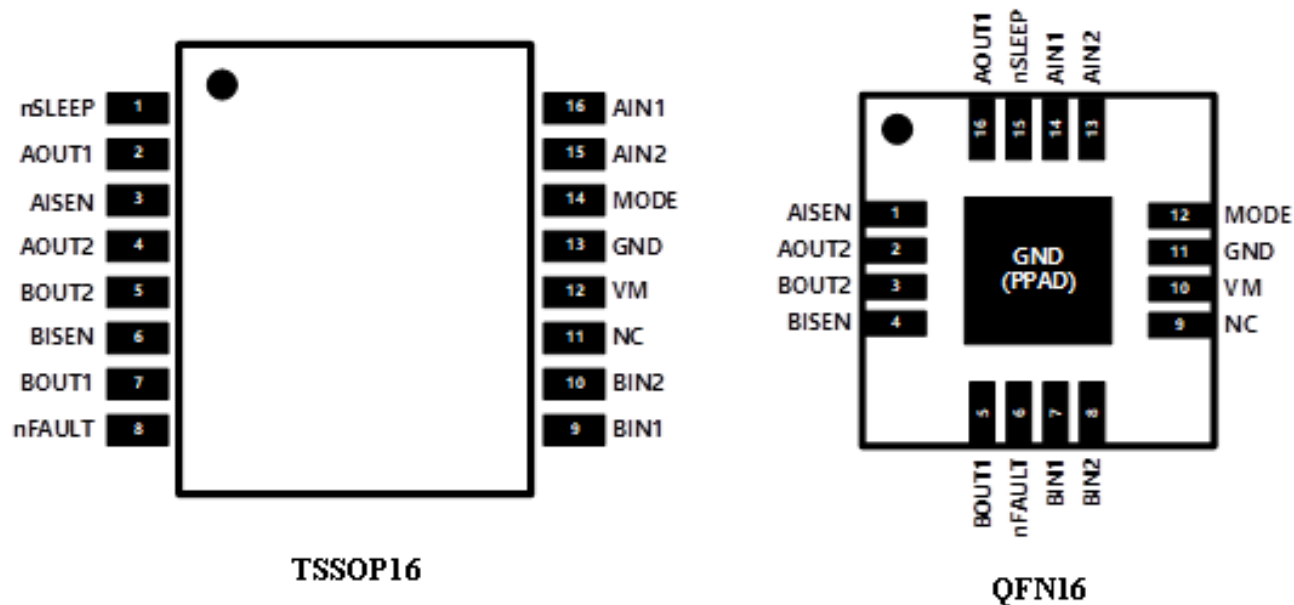 nSLEEP 1 16 AIN1
AOUT1 2 15 AIN2
AISEN 3 14 MODE
AOUT2 4 13 GND
BOUT2 5 12 VM
BISEN 6 11 NC
BOUT1 7 10 BIN2
nFAULT 8 9 BIN1
TSSOP16
AOUT1 nSLEEP AIN1 AIN2
16 15 14 13
AISEN 1 12 MODE
AOUT2 2 11 GND
BOUT2 3 10 VM
BISEN 4 9 NC
GND
(PPAD)
5 6 7 8
BOUT1 nFAULT BIN1 BIN2
QFN16